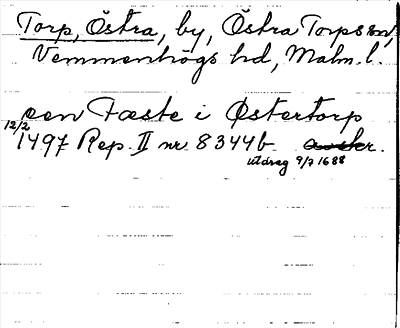 Torp, Östra, by, Östra Torps sn,
Vemmenhögs hd, Malm. l.
een Fæste i Østertorp
12/2 1497 Rep. II nr 8344b avskr.
utdrag 9/7 1688